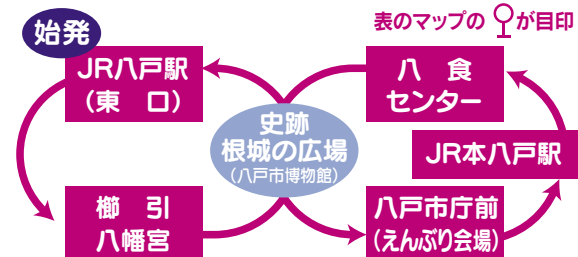 始発
表のマップの が目印
JR八戸駅
(東 口)
八 食
センター
史跡
根城の広場
(八戸市博物館)
JR本八戸駅
櫛 引
八幡宮
八戸市庁前
(えんぶり会場)